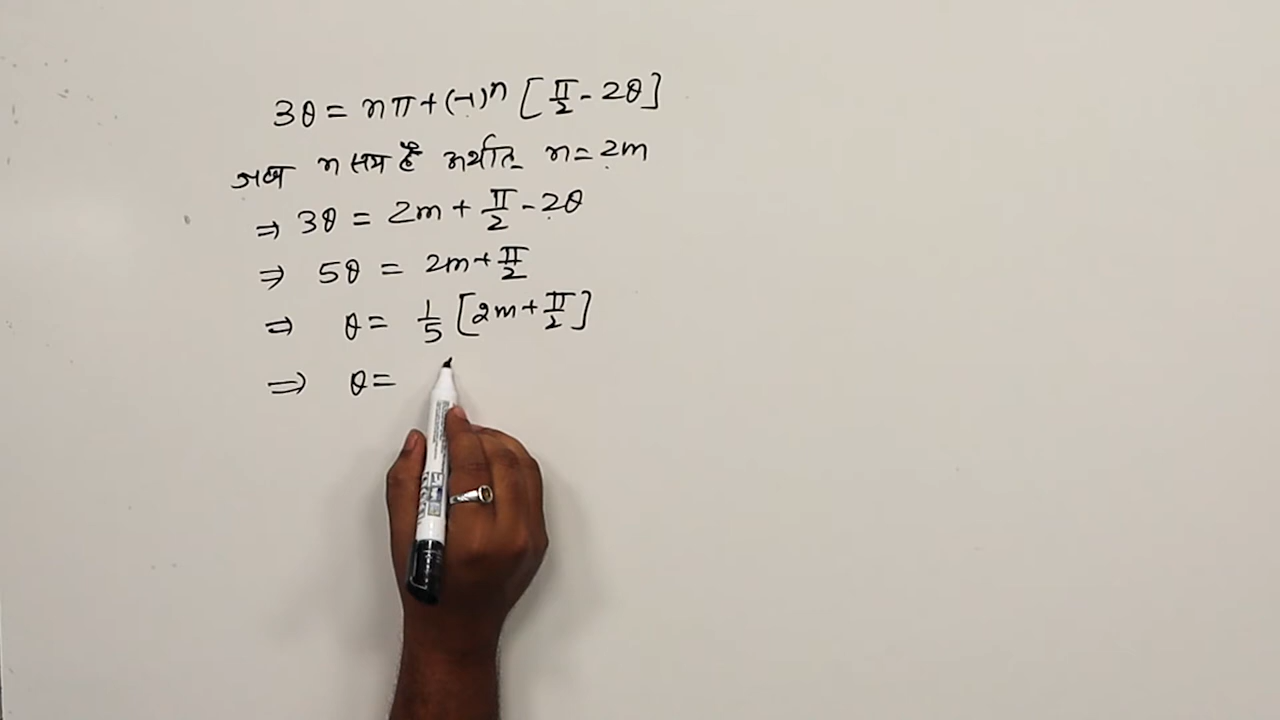 3θ = nπ + (-1)ⁿ [π/2 - 2θ]
जब n सम है अर्थात n = 2m
⇒ 3θ = 2m + π/2 - 2θ
⇒ 5θ = 2m + π/2
⇒ θ = 1/5 [2m + π/2]
⇒ θ =